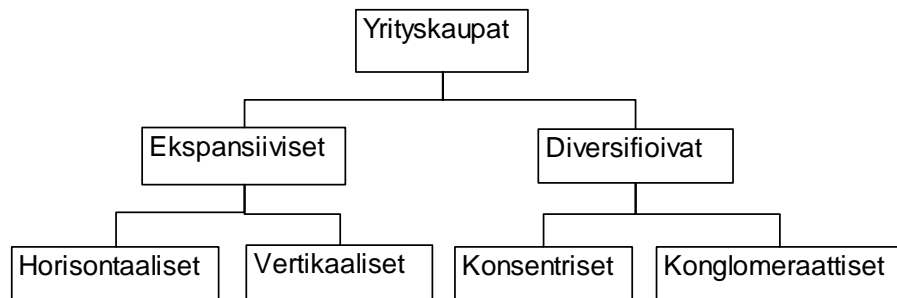 Yrityskaupat
Ekspansiiviset
Diversifioivat
Horisontaaliset
Vertikaaliset
Konsentriset
Konglomeraattiset